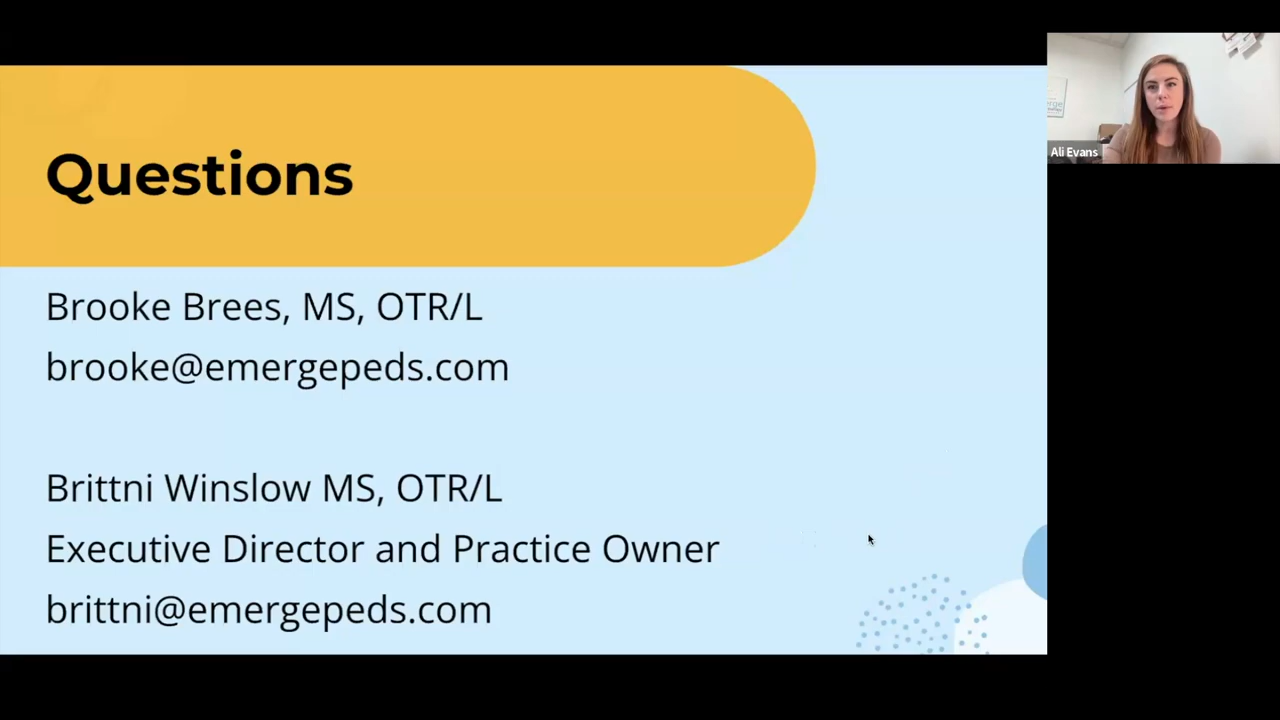 Questions
Brooke Brees, MS, OTR/L
brooke@emergepeds.com
Brittni Winslow MS, OTR/L
Executive Director and Practice Owner
brittni@emergepeds.com
Ali Evans